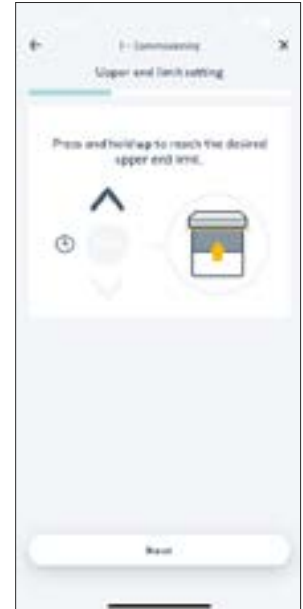 1 - Commissioning
Upper end limit setting
Press and hold up to reach the desired
upper end limit.
Next